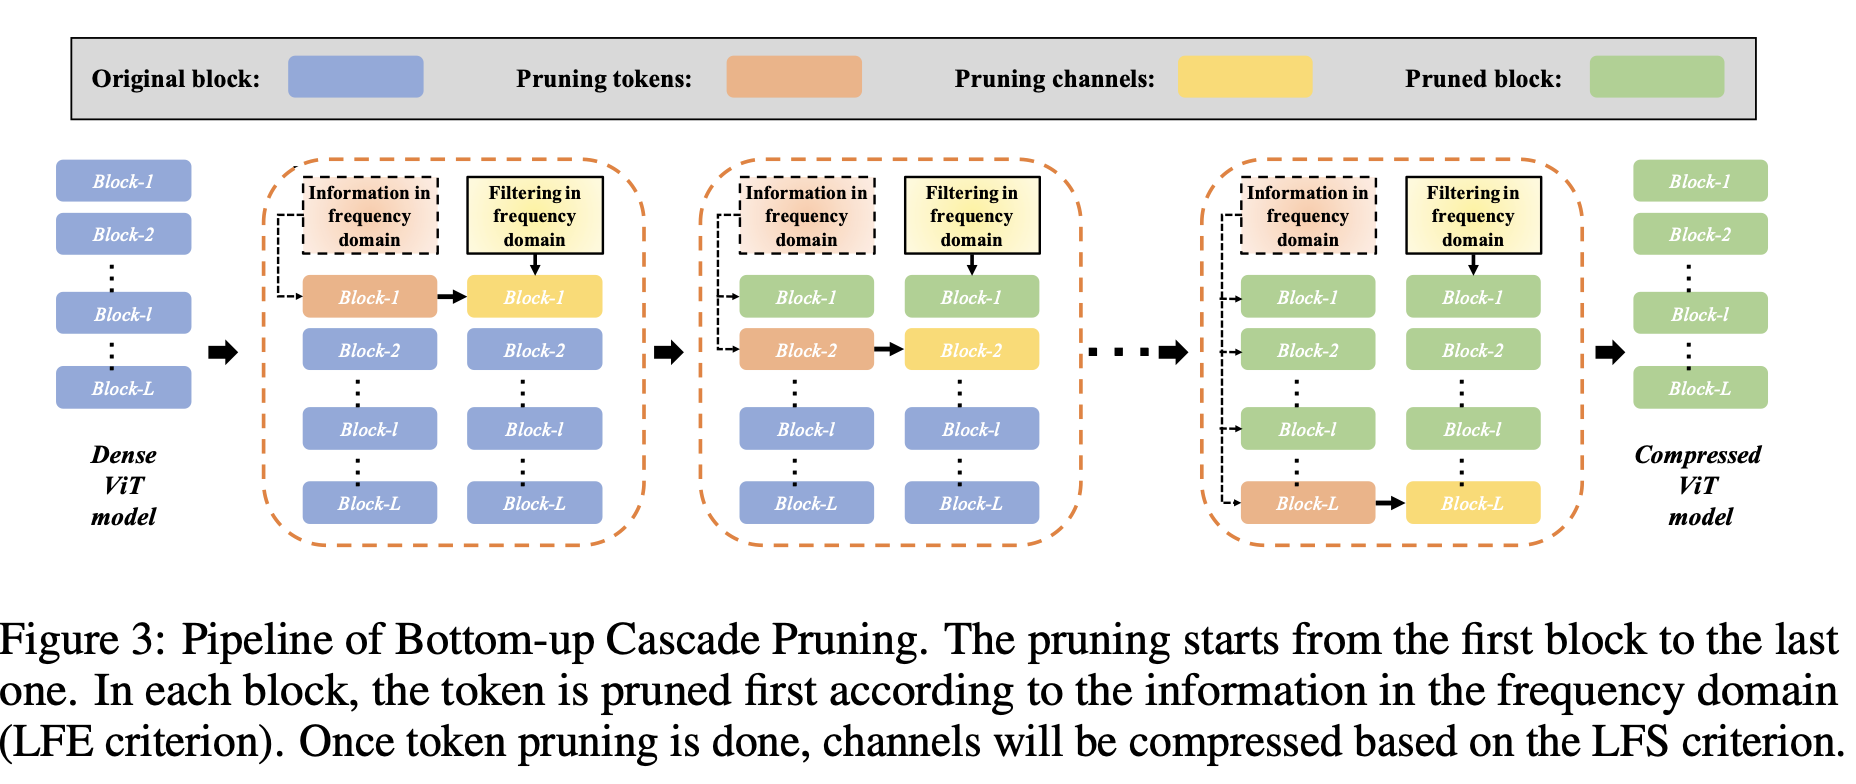 Original block:
Pruning tokens:
Pruning channels:
Pruned block:
Block-1
Block-2
Block-l
Block-L
Dense
ViT
model
Information in
frequency
domain
Filtering in
frequency
domain
Block-1
Block-1
Block-2
Block-2
Block-l
Block-l
Block-L
Block-L
Information in
frequency
domain
Filtering in
frequency
domain
Block-1
Block-1
Block-2
Block-2
Block-l
Block-l
Block-L
Block-L
Information in
frequency
domain
Filtering in
frequency
domain
Block-1
Block-1
Block-2
Block-2
Block-l
Block-l
Block-L
Block-L
Block-1
Block-2
Block-l
Block-L
Compressed
ViT
model
Figure 3: Pipeline of Bottom-up Cascade Pruning. The pruning starts from the first block to the last
one. In each block, the token is pruned first according to the information in the frequency domain
(LFE criterion). Once token pruning is done, channels will be compressed based on the LFS criterion.